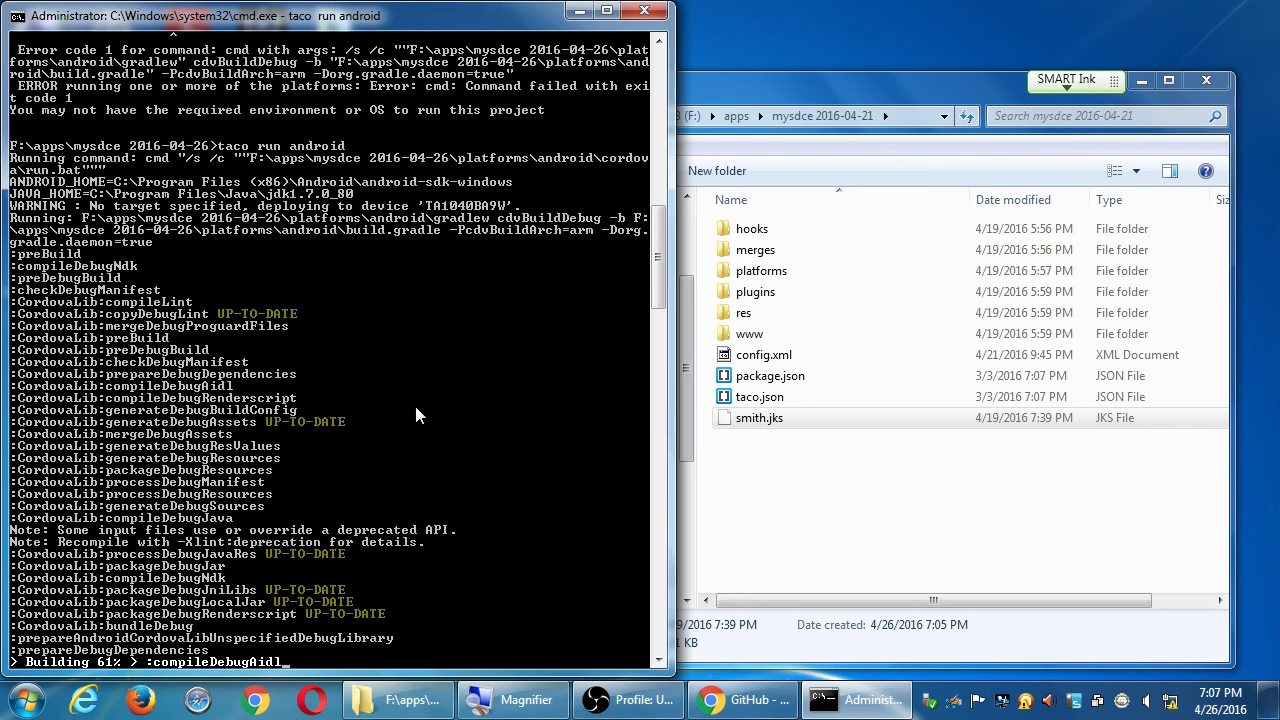 Administrator: C:\Windows\system32\cmd.exe - taco  run android
^
Error code 1 for command: cmd with args: /s /c ""F:\apps\mysdce 2016-04-26\plat
forms\android\gradlew" cdvBuildDebug -b "F:\apps\mysdce 2016-04-26\platforms\and
roid\build.gradle" -PcdvBuildArch=arm -Dorg.gradle.daemon=true"
ERROR running one or more of the platforms: Error: cmd: Command failed with exi
t code 1
You may not have the required environment or OS to run this project
F:\apps\mysdce 2016-04-26>taco run android
Running command: cmd "/s /c ""F:\apps\mysdce 2016-04-26\platforms\android\cordov
a\run.bat"""
ANDROID_HOME=C:\Program Files (x86)\Android\android-sdk-windows
JAVA_HOME=C:\Program Files\Java\jdk1.7.0_80
WARNING : No target specified, deploying to device 'TA1040BA9W'.
Running: F:\apps\mysdce 2016-04-26\platforms\android\gradlew cdvBuildDebug -b F:
\apps\mysdce 2016-04-26\platforms\android\build.gradle -PcdvBuildArch=arm -Dorg.
gradle.daemon=true
:preBuild
:compileDebugNdk
:preDebugBuild
:checkDebugManifest
:CordovaLib:compileLint
:CordovaLib:copyDebugLint UP-TO-DATE
:CordovaLib:mergeDebugProguardFiles
:CordovaLib:preBuild
:CordovaLib:preDebugBuild
:CordovaLib:checkDebugManifest
:CordovaLib:prepareDebugDependencies
:CordovaLib:compileDebugAidl
:CordovaLib:compileDebugRenderscript
:CordovaLib:generateDebugBuildConfig
:CordovaLib:generateDebugAssets UP-TO-DATE
:CordovaLib:mergeDebugAssets
:CordovaLib:generateDebugResValues
:CordovaLib:generateDebugResources
:CordovaLib:packageDebugResources
:CordovaLib:processDebugManifest
:CordovaLib:processDebugResources
:CordovaLib:generateDebugSources
:CordovaLib:compileDebugJava
Note: Some input files use or override a deprecated API.
Note: Recompile with -Xlint:deprecation for details.
:CordovaLib:processDebugJavaRes UP-TO-DATE
:CordovaLib:packageDebugJar
:CordovaLib:compileDebugNdk
:CordovaLib:packageDebugJniLibs UP-TO-DATE
:CordovaLib:packageDebugLocalJar UP-TO-DATE
:CordovaLib:packageDebugRenderscript UP-TO-DATE
:CordovaLib:bundleDebug
:prepareAndroidCordovaLibUnspecifiedDebugLibrary
:prepareDebugDependencies
> Building 61% > :compileDebugAidl_
SMART Ink
(F:) apps mysdce 2016-04-21 Search mysdce 2016-04-21
New folder
Name Date modified Type Siz
hooks 4/19/2016 5:56 PM File folder
merges 4/19/2016 5:56 PM File folder
platforms 4/19/2016 5:57 PM File folder
plugins 4/19/2016 5:59 PM File folder
res 4/19/2016 5:59 PM File folder
www 4/19/2016 5:59 PM File folder
config.xml 4/21/2016 9:45 PM XML Document
package.json 3/3/2016 7:07 PM JSON File
taco.json 3/3/2016 7:07 PM JSON File
smith.jks 4/19/2016 7:39 PM JKS File
9/2016 7:39 PM Date created: 4/26/2016 7:05 PM
1 KB
F:\apps\... Magnifier Profile: U... GitHub - ... Administ... 7:07 PM
4/26/2016